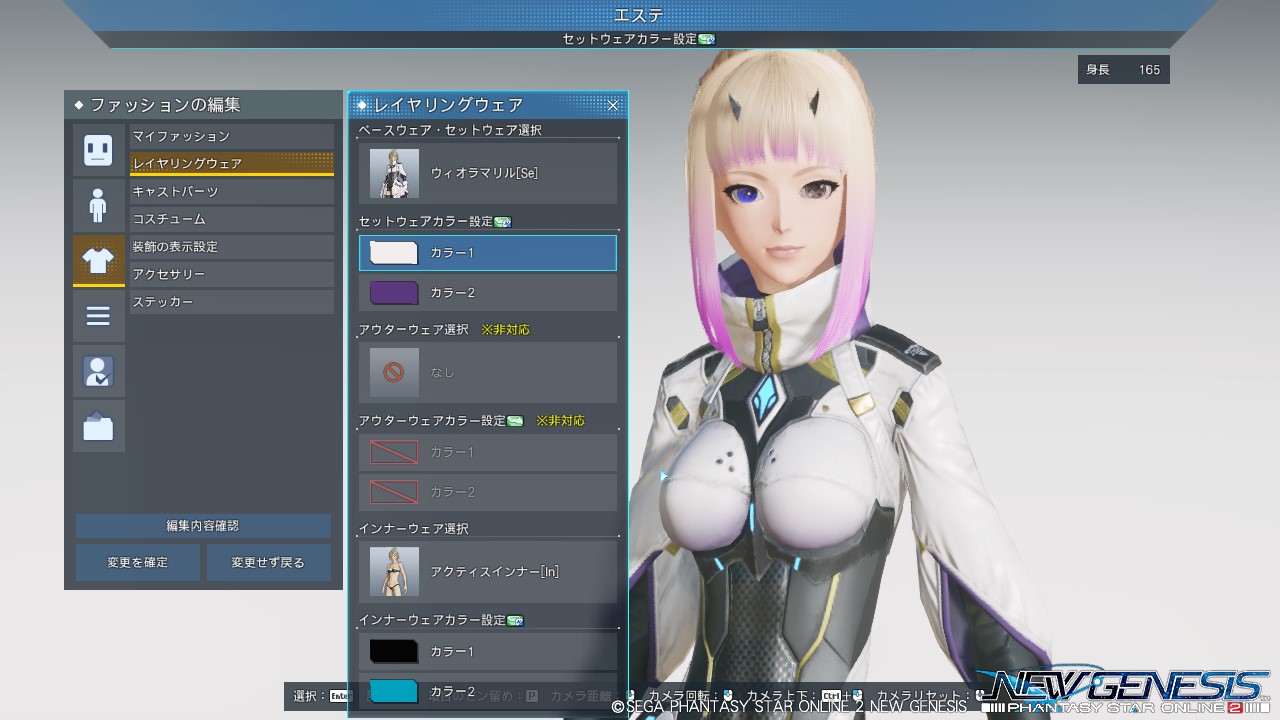 エステ
セットウェアカラー設定
身長 165
ファッションの編集
マイファッション
レイヤリングウェア
キャストパーツ
コスチューム
装飾の表示設定
アクセサリー
ステッカー
編集内容確認
変更を確定
変更せず戻る
レイヤリングウェア
ベースウェア・セットウェア選択
ウィオラマリル[Se]
セットウェアカラー設定
カラー1
カラー2
アウターウェア選択 ※非対応
なし
アウターウェアカラー設定 ※非対応
カラー1
カラー2
インナーウェア選択
アクティスインナー[In]
インナーウェアカラー設定
カラー1
カラー2
選択：Enter ピン留め：P カメラ距離： カメラ回転： カメラ上下：Ctrl+ カメラリセット：
©SEGA PHANTASY STAR ONLINE 2 NEW GENESIS
NEW GENESIS
PHANTASY STAR ONLINE 2